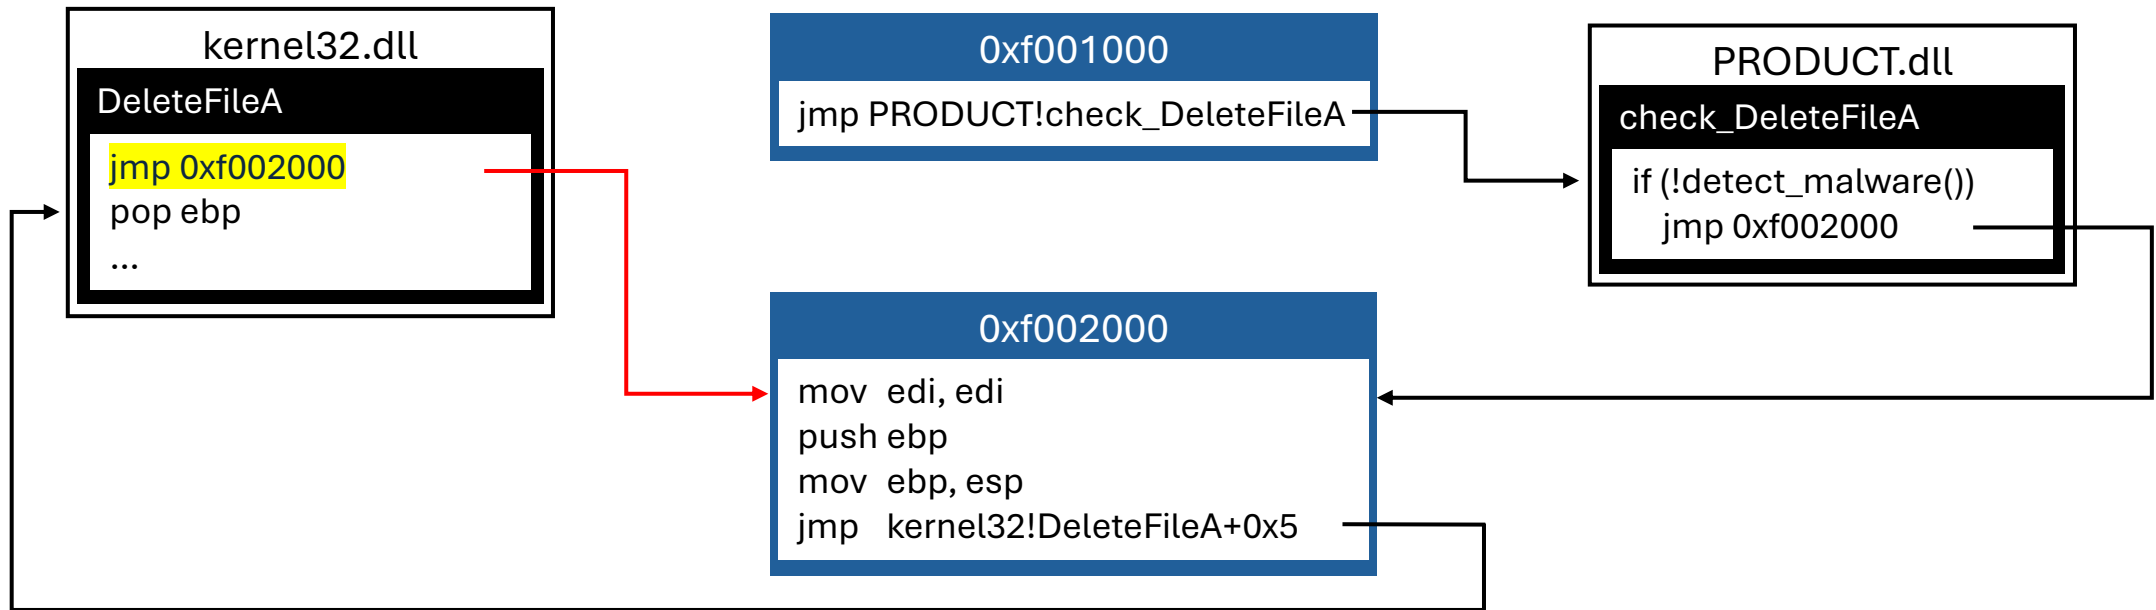 kernel32.dll
DeleteFileA
jmp 0xf002000
pop ebp
...
0xf001000
jmp PRODUCT!check_DeleteFileA
PRODUCT.dll
check_DeleteFileA
if (!detect_malware())
jmp 0xf002000
0xf002000
mov edi, edi
push ebp
mov ebp, esp
jmp kernel32!DeleteFileA+0x5